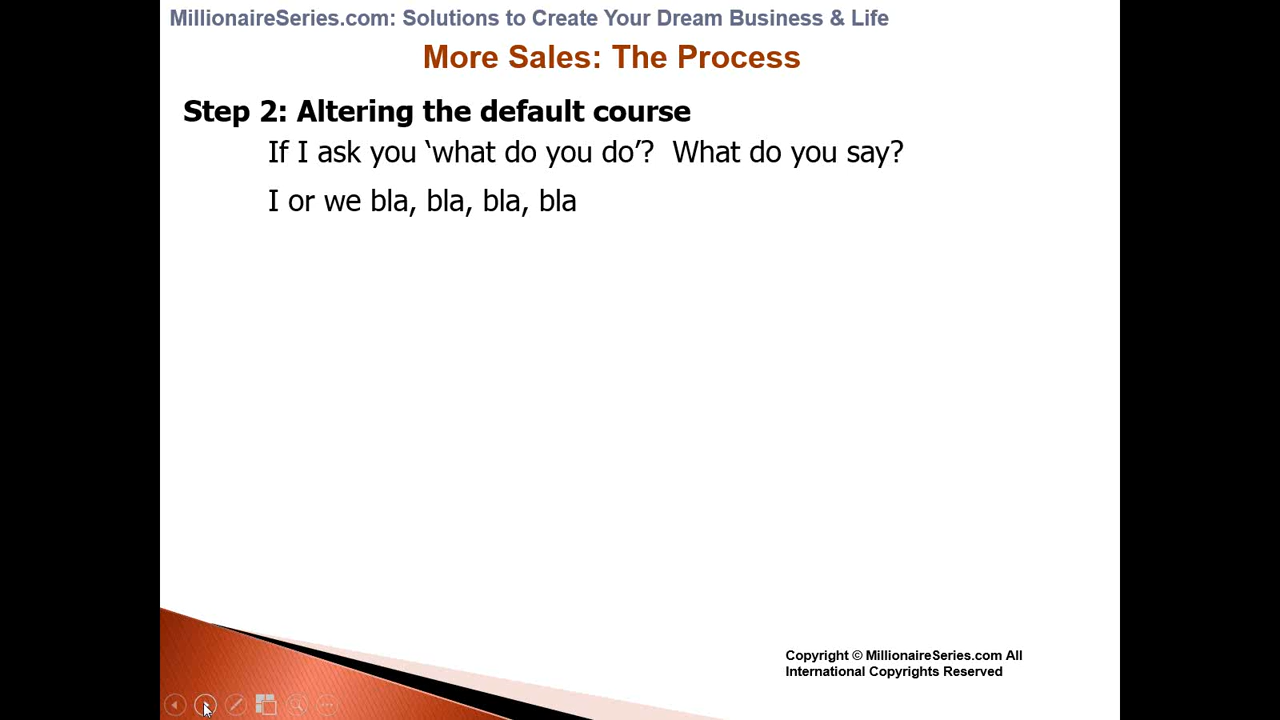 MillionaireSeries.com: Solutions to Create Your Dream Business & Life
More Sales: The Process
Step 2: Altering the default course
If I ask you ‘what do you do’?  What do you say?
I or we bla, bla, bla, bla
Copyright © MillionaireSeries.com All
International Copyrights Reserved